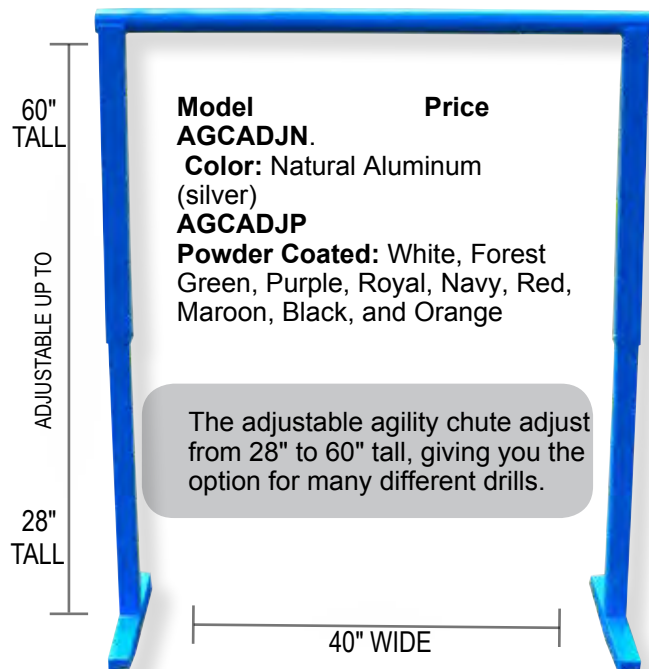 60"
TALL
ADJUSTABLE UP TO
28"
TALL
Model Price
AGCADJN.
Color: Natural Aluminum
(silver)
AGCADJP
Powder Coated: White, Forest
Green, Purple, Royal, Navy, Red,
Maroon, Black, and Orange
The adjustable agility chute adjust
from 28" to 60" tall, giving you the
option for many different drills.
40" WIDE